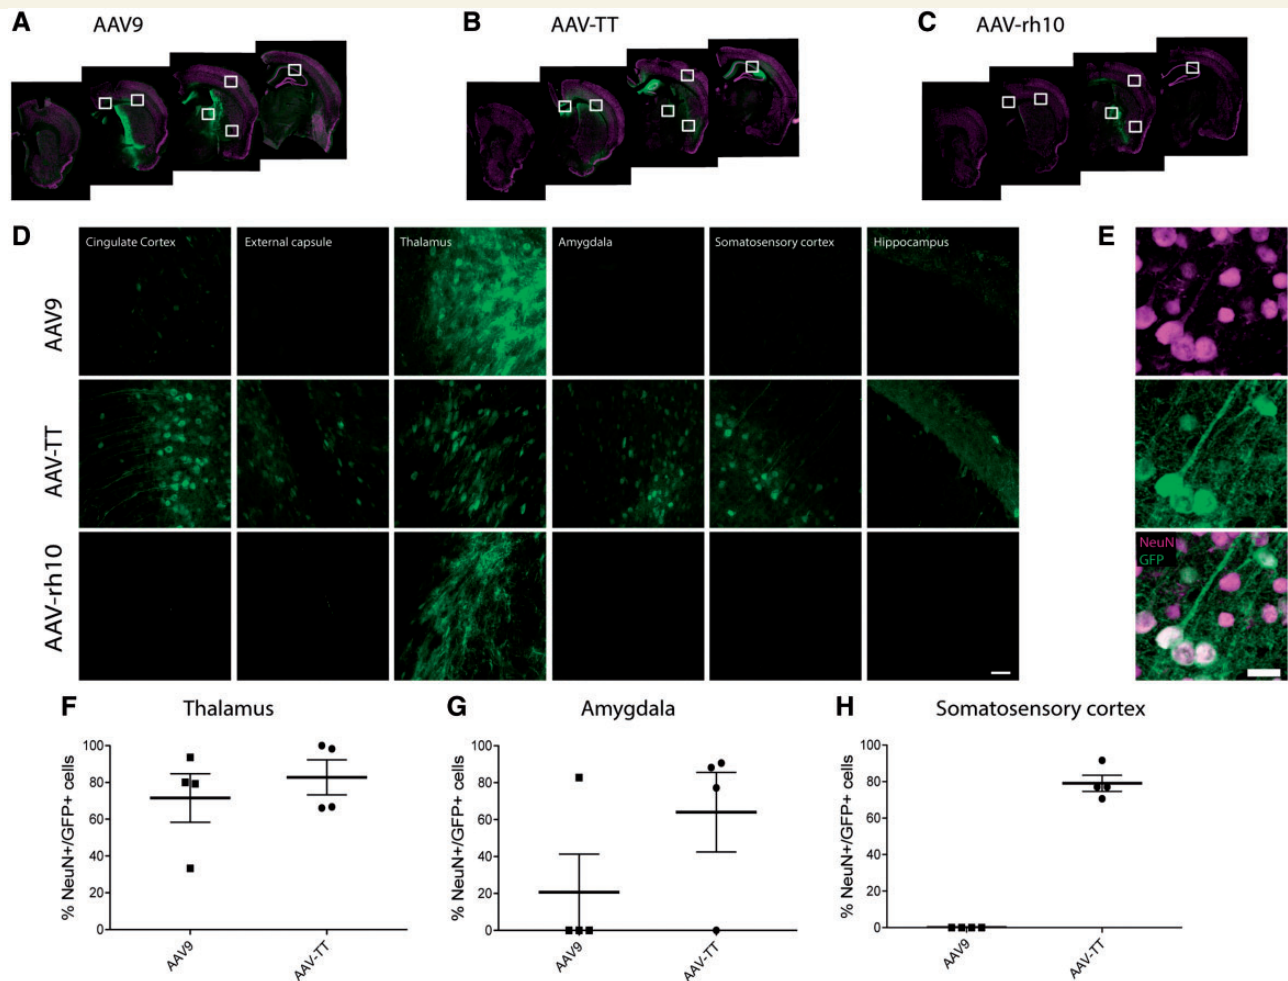 A AAV9
B AAV-TT
C AAV-rh10
D
Cingulate Cortex
External capsule
Thalamus
Amygdala
Somatosensory cortex
Hippocampus
E
AAV9
AAV-TT
AAV-rh10
NeuN
GFP
F Thalamus
% NeuN+/GFP+ cells
100
80
60
40
20
0
AAV9
AAV-TT
G Amygdala
% NeuN+/GFP+ cells
100
80
60
40
20
0
AAV9
AAV-TT
H Somatosensory cortex
% NeuN+/GFP+ cells
100
80
60
40
20
0
AAV9
AAV-TT